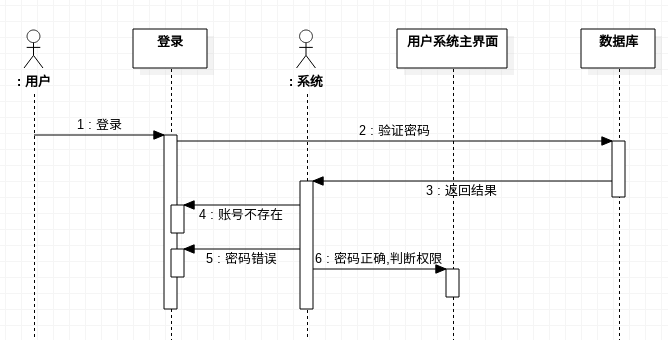 登录
用户系统主界面
数据库
: 用户
: 系统
1 : 登录
2 : 验证密码
3 : 返回结果
4 : 账号不存在
5 : 密码错误
6 : 密码正确,判断权限